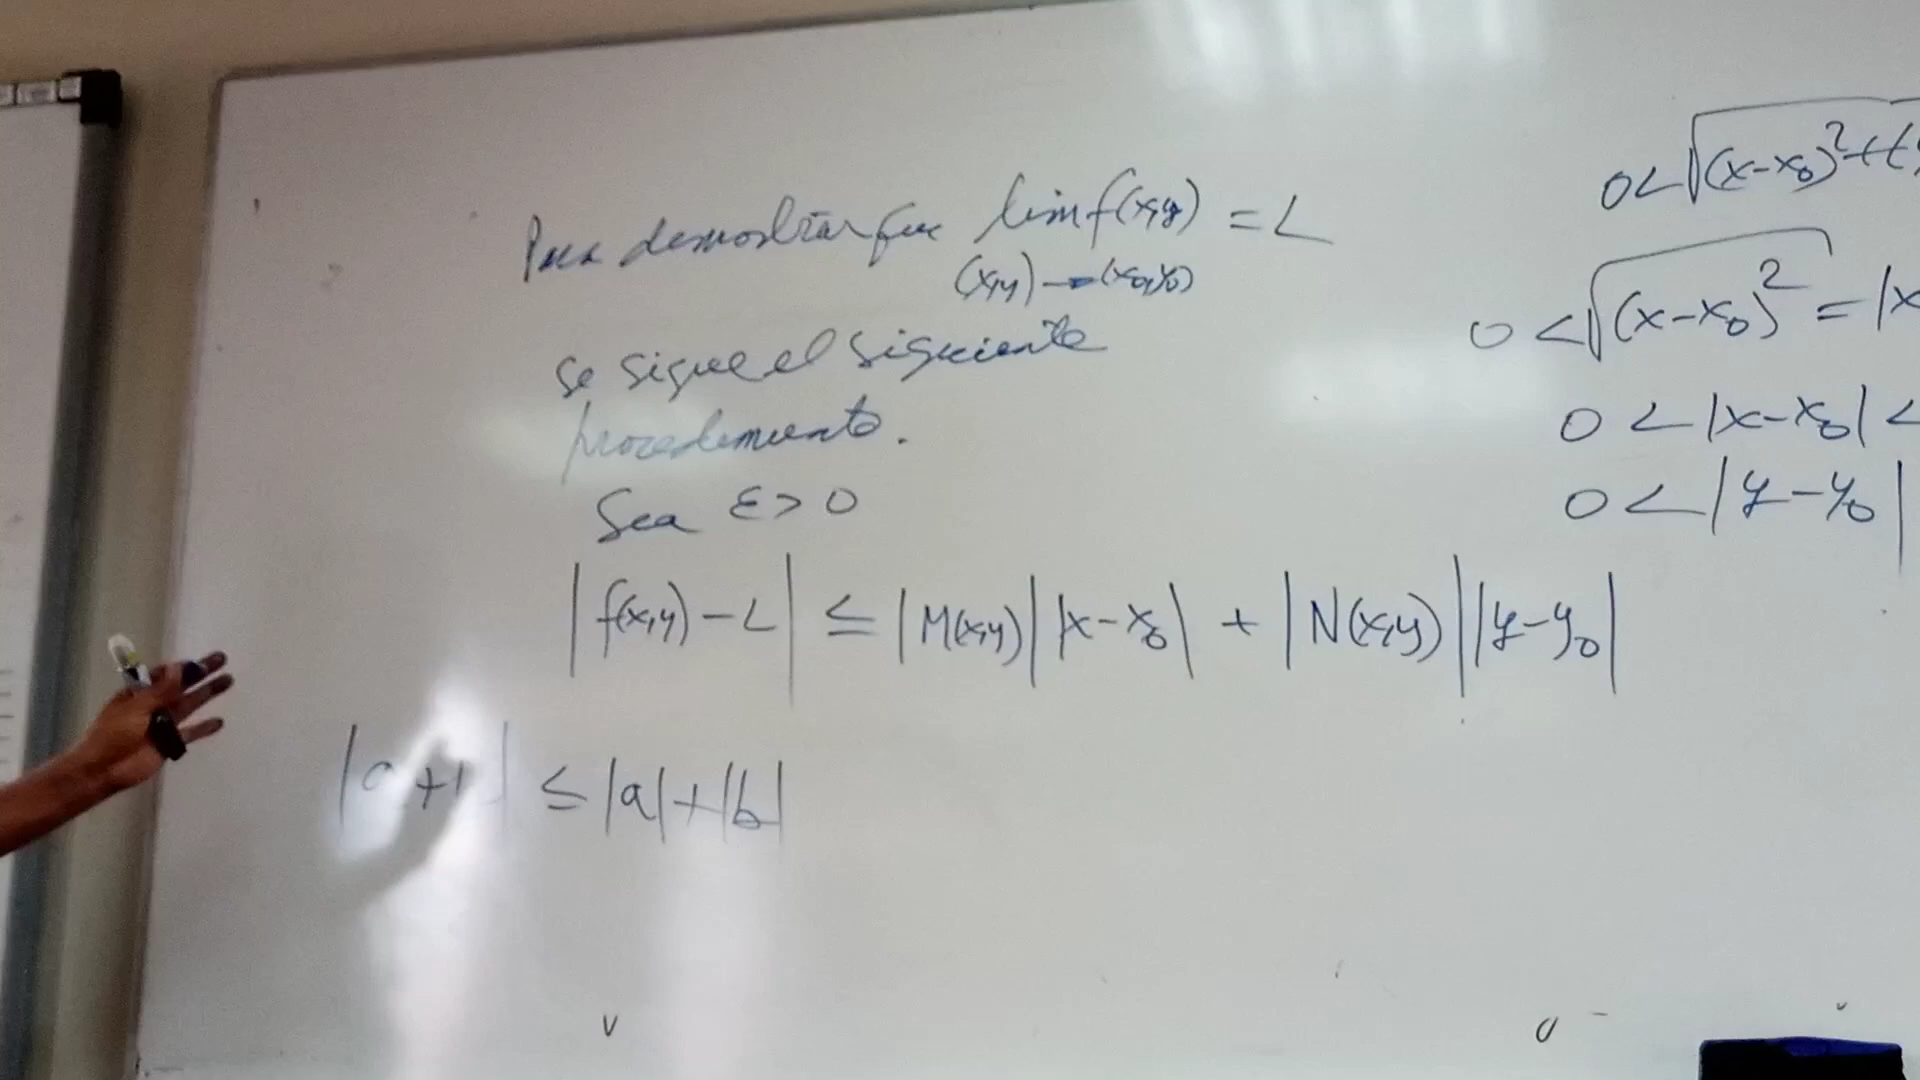 Para demostrar que lim f(x,y) = L
(x,y)→(x₀,y₀)
se sigue el siguiente
procedimiento.
Sea ε > 0
|f(x,y) - L| ≤ |M(x,y)| |x - x₀| + |N(x,y)| |y - y₀|
|a + b| ≤ |a| + |b|
0 < √(x - x₀)² + (
0 < √(x - x₀)² = |x
0 < |x - x₀| <
0 < |y - y₀|